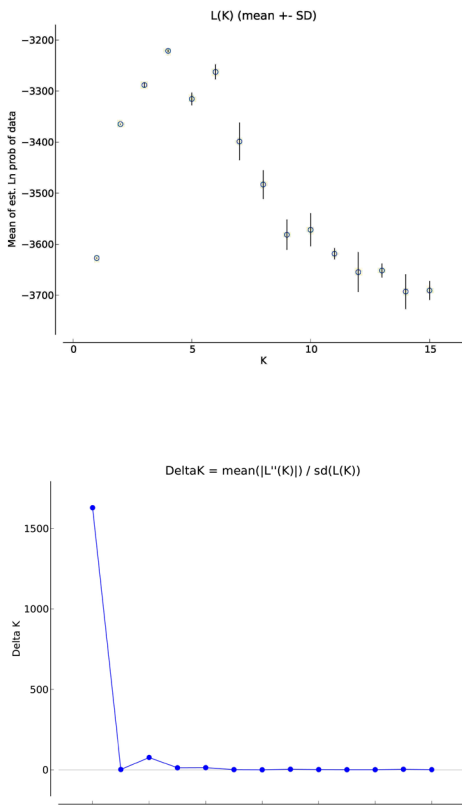 L(K) (mean +- SD)
Mean of est. Ln prob of data
−3200
−3300
−3400
−3500
−3600
−3700
0 5 10 15
K
DeltaK = mean(|L''(K)|) / sd(L(K))
Delta K
1500
1000
500
0